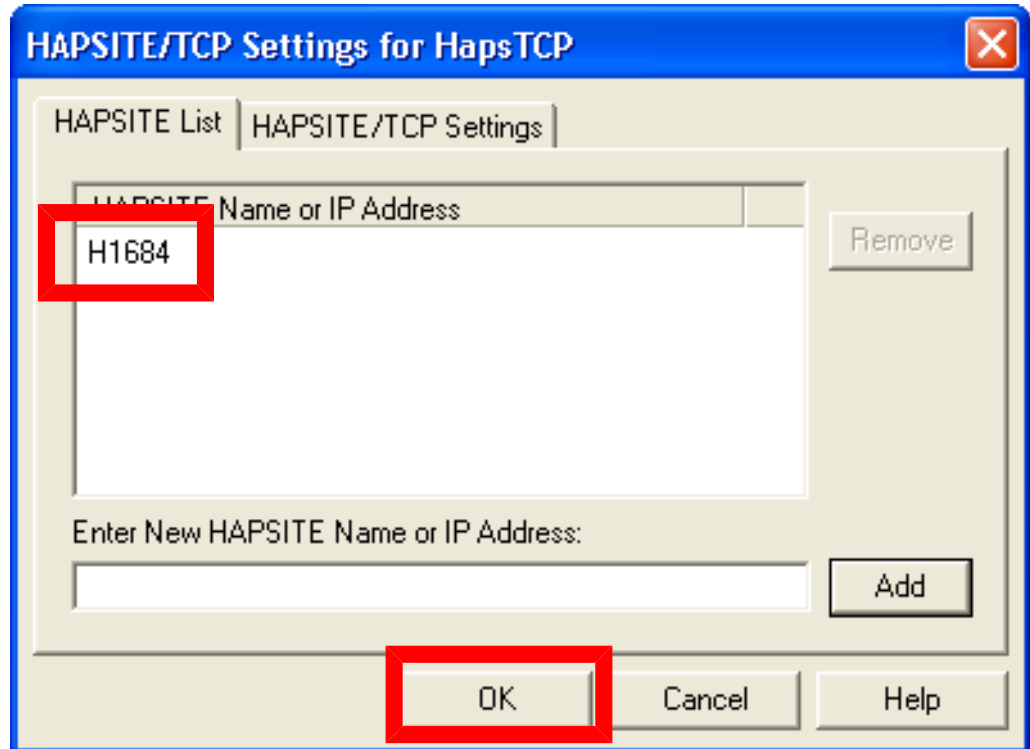 HAPSITE/TCP Settings for HapsTCP
HAPSITE List
HAPSITE/TCP Settings
HAPSITE Name or IP Address
H1684
Remove
Enter New HAPSITE Name or IP Address:
Add
OK
Cancel
Help